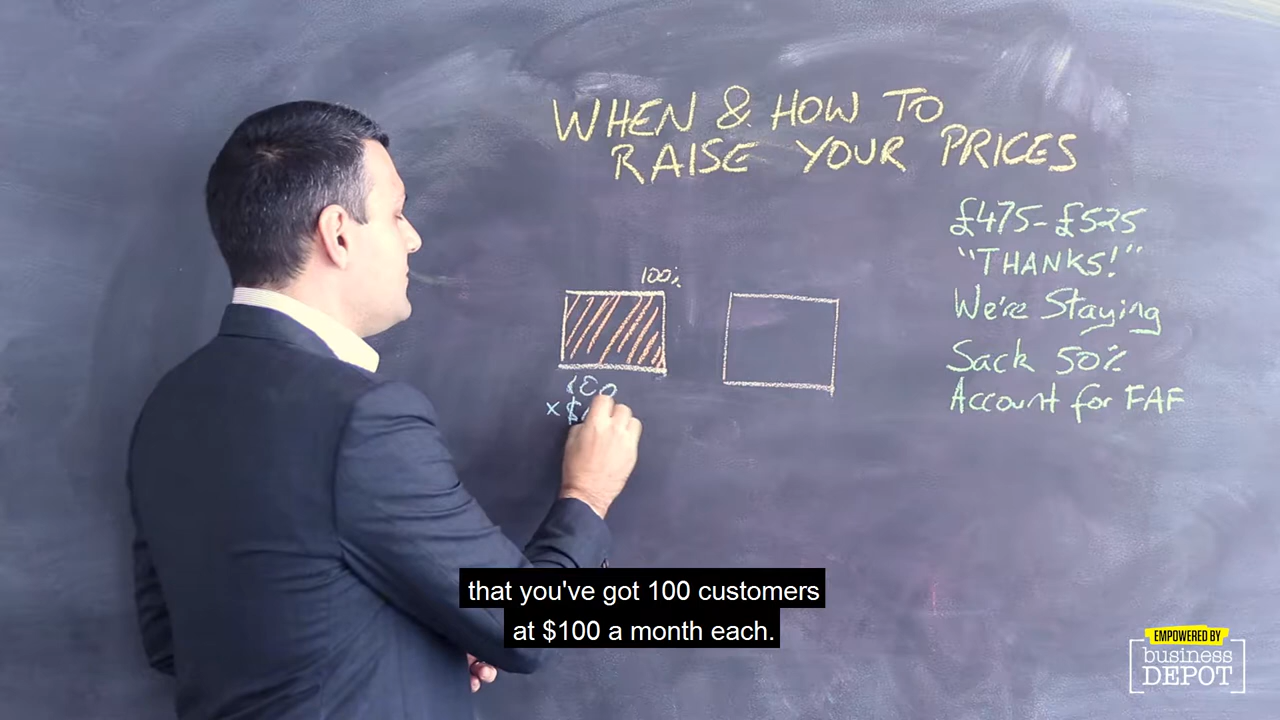 WHEN & HOW TO
RAISE YOUR PRICES
£475-£525
"THANKS!"
We're Staying
Sack 50%
Account for FAF
100%
100
x $
that you've got 100 customers
at $100 a month each.
EMPOWERED BY
business
DEPOT